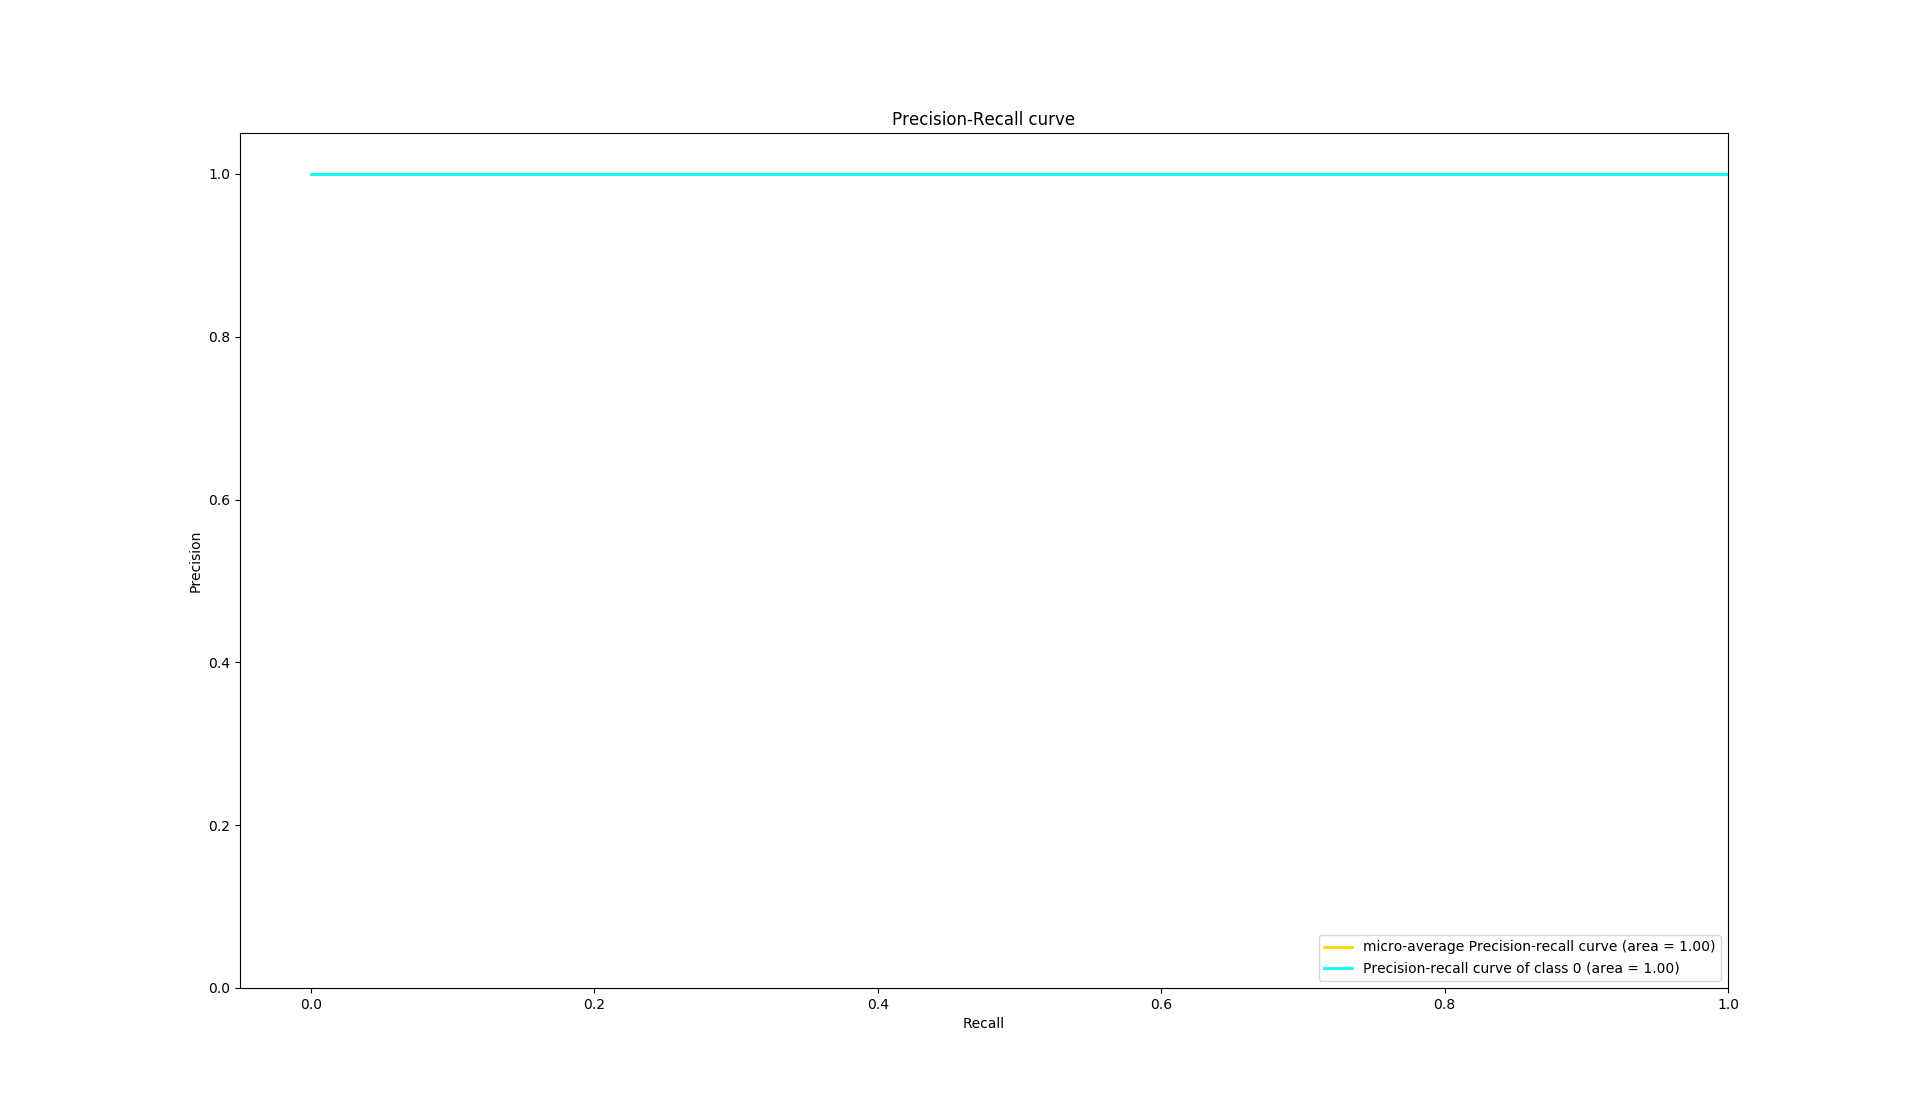 Precision-Recall curve
1.0
0.8
0.6
0.4
0.2
0.0
Precision
0.0 0.2 0.4 0.6 0.8 1.0
Recall
micro-average Precision-recall curve (area = 1.00)
Precision-recall curve of class 0 (area = 1.00)